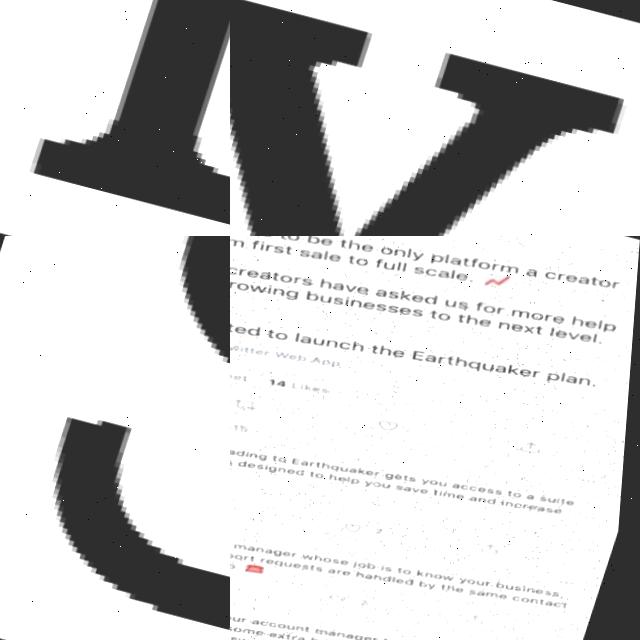 to be the only platform a creator
m first sale to full scale.
creators have asked us for more help
rowing businesses to the next level.
ted to launch the Earthquaker plan.
witter Web App
14 Likes
ading to Earthquaker gets you access to a suite
designed to help you save time and increase
manager whose job is to know your business,
port requests are handled by the same contact
ur account manager
some extra